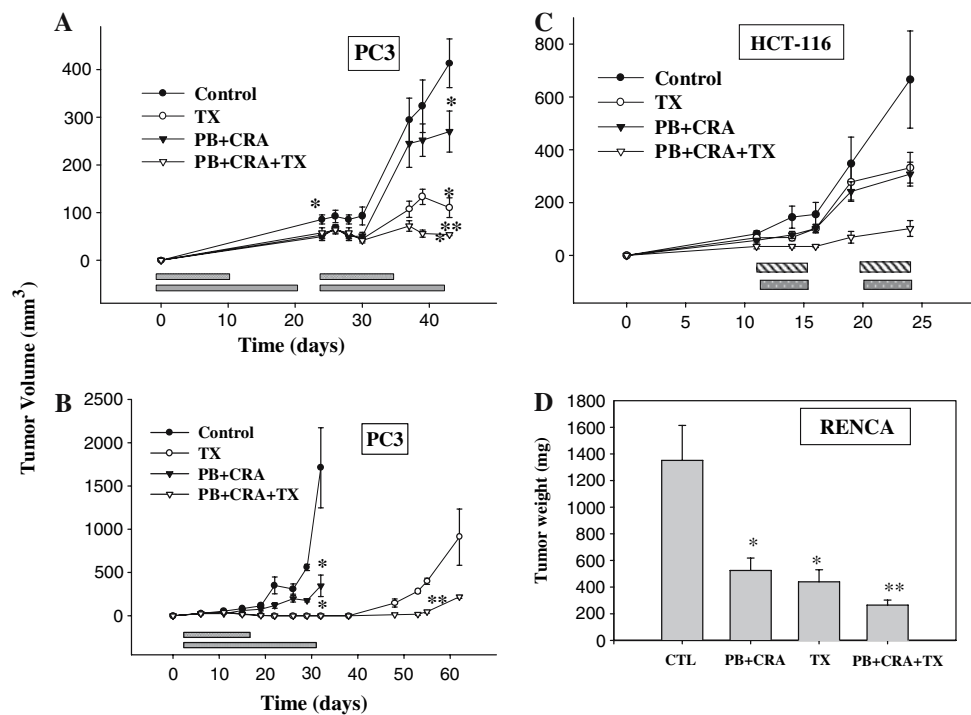 A
PC3
400
300
200
100
0
Control
TX
PB+CRA
PB+CRA+TX
*
*
*
**
*
0
10
20
30
40
Time (days)
C
HCT-116
800
600
400
200
0
Control
TX
PB+CRA
PB+CRA+TX
0
5
10
15
20
25
Tumor Volume (mm3)
B
PC3
2500
2000
1500
1000
500
0
Control
TX
PB+CRA
PB+CRA+TX
*
*
**
0
10
20
30
40
50
60
Time (days)
D
RENCA
Tumor weight (mg)
1800
1600
1400
1200
1000
800
600
400
200
0
*
*
**
CTL
PB+CRA
TX
PB+CRA+TX